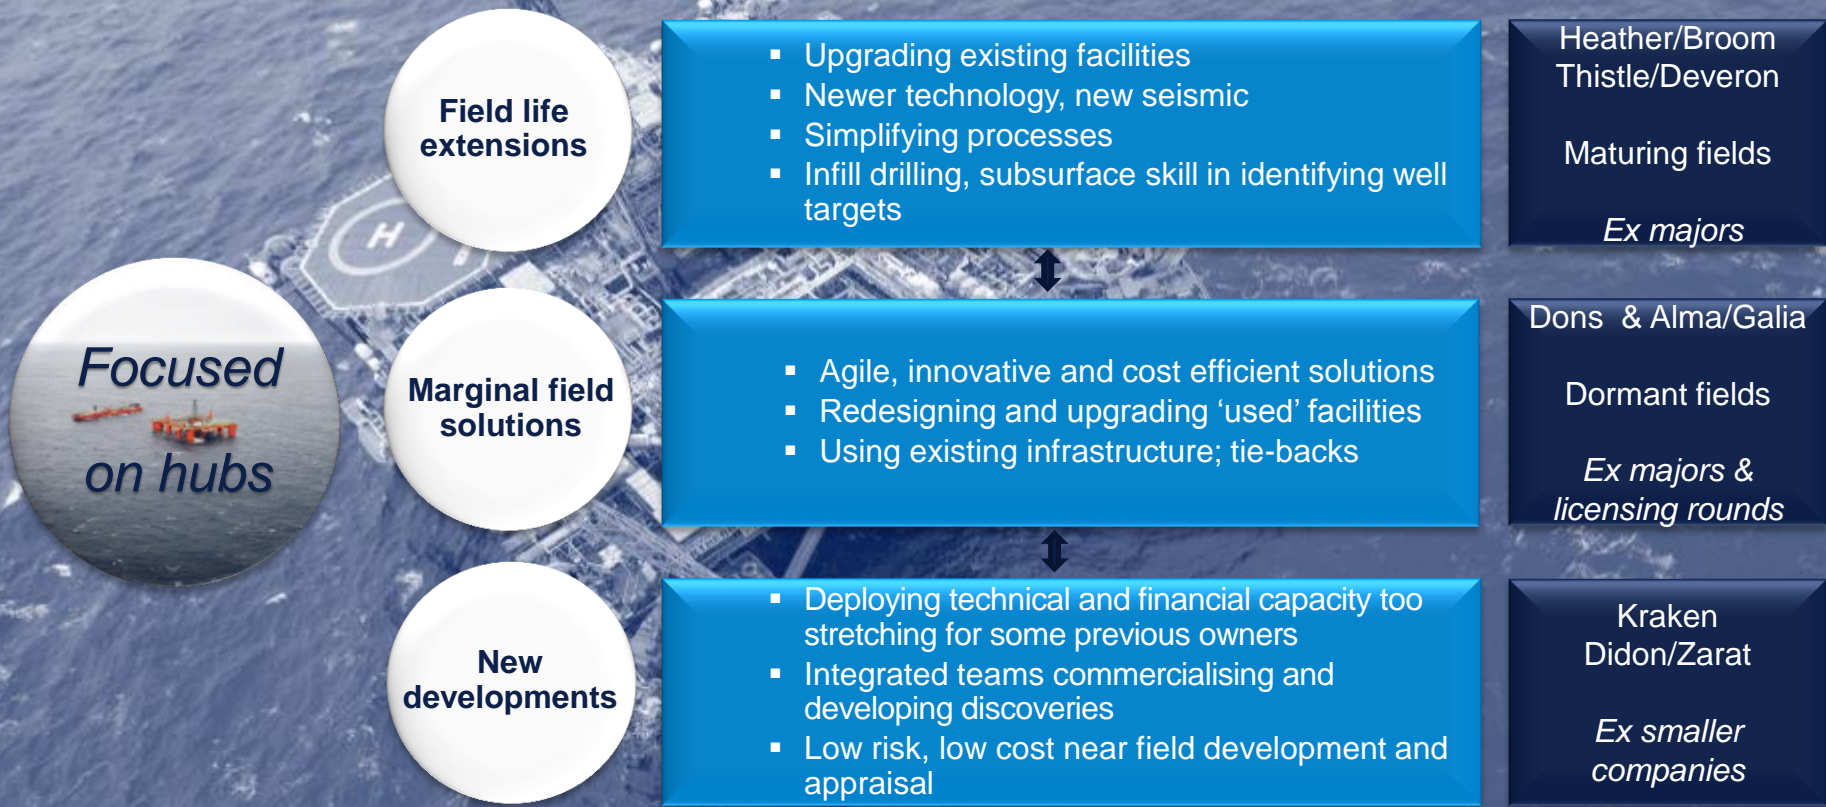 Focused
on hubs
Field life
extensions
▪ Upgrading existing facilities
▪ Newer technology, new seismic
▪ Simplifying processes
▪ Infill drilling, subsurface skill in identifying well
targets
Heather/Broom
Thistle/Deveron
Maturing fields
Ex majors
H
Marginal field
solutions
▪ Agile, innovative and cost efficient solutions
▪ Redesigning and upgrading ‘used’ facilities
▪ Using existing infrastructure; tie-backs
Dons & Alma/Galia
Dormant fields
Ex majors &
licensing rounds
New
developments
▪ Deploying technical and financial capacity too
stretching for some previous owners
▪ Integrated teams commercialising and
developing discoveries
▪ Low risk, low cost near field development and
appraisal
Kraken
Didon/Zarat
Ex smaller
companies